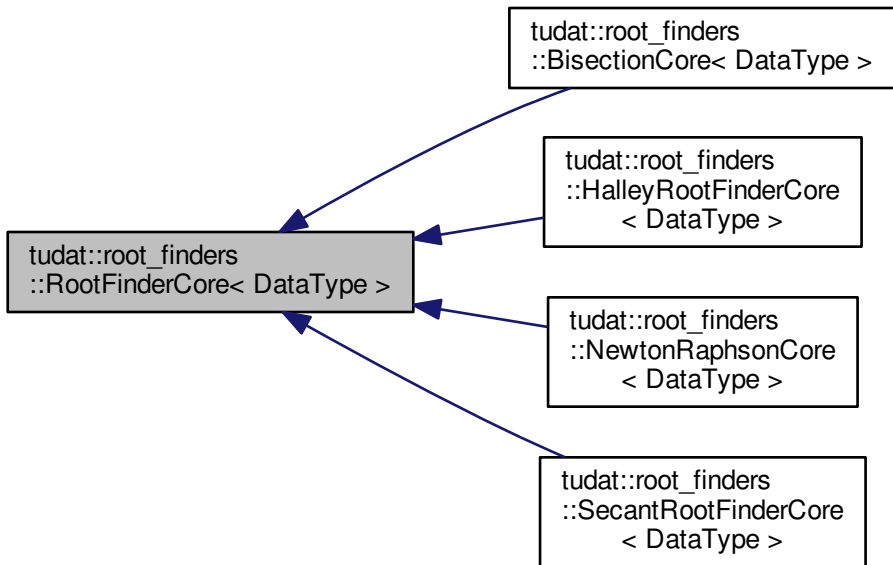 tudat::root_finders
::BisectionCore< DataType >
tudat::root_finders
::HalleyRootFinderCore
< DataType >
tudat::root_finders
::RootFinderCore< DataType >
tudat::root_finders
::NewtonRaphsonCore
< DataType >
tudat::root_finders
::SecantRootFinderCore
< DataType >